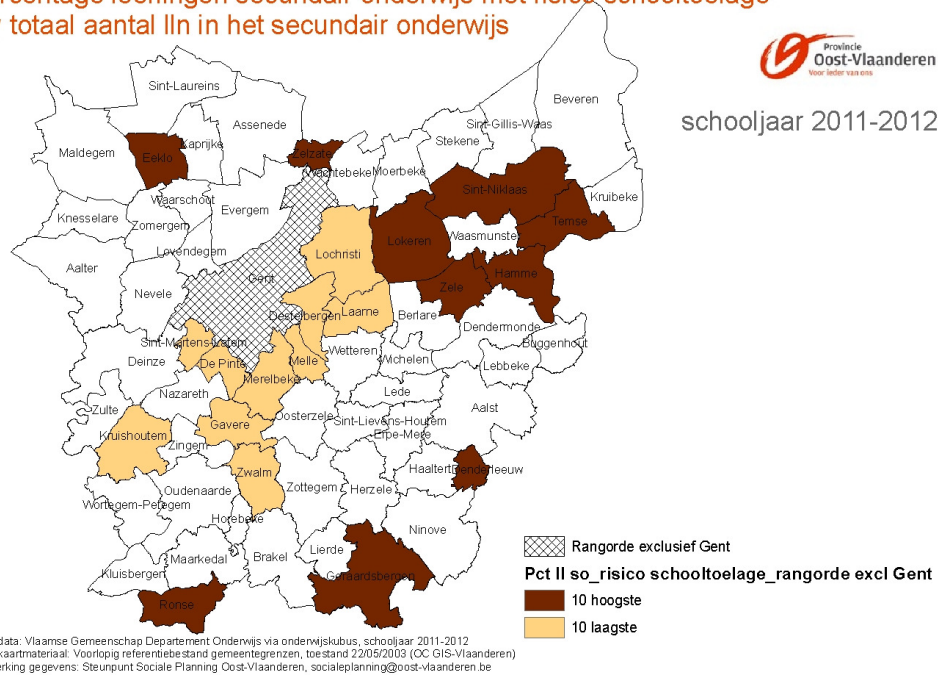 totaal aantal lln in het secundair onderwijs
Provincie
Oost-Vlaanderen
Voor ieder van ons
schooljaar 2011-2012
Beveren
Sint-Laureins
Assenede
Sint-Gillis-Waas
Stekene
Kaprijke
Maldegem
Eeklo
Zelzate
Wachtebeke
Moerbeke
Sint-Niklaas
Kruibeke
Waarschoot
Evergem
Knesselare
Zomergem
Temse
Lokeren
Waasmunster
Lovendegem
Lochristi
Aalter
Gent
Hamme
Zele
Nevele
Destelbergen
Laarne
Berlare
Dendermonde
Sint-Martens-Latem
Buggenhout
Wetteren
Wichelen
Deinze
De Pinte
Melle
Lebbeke
Merelbeke
Nazareth
Lede
Zulte
Aalst
Oosterzele
Sint-Lievens-Houtem
Gavere
Kruishoutem
Erpe-Mere
Zingem
Haaltert
Denderleeuw
Zwalm
Oudenaarde
Zottegem
Herzele
Wortegem-Petegem
Horebeke
Ninove
Lierde
Maarkedal
Brakel
Kluisbergen
Geraardsbergen
Ronse
Rangorde exclusief Gent
Pct ll so_risico schooltoelage_rangorde excl Gent
10 hoogste
10 laagste
data: Vlaamse Gemeenschap Departement Onderwijs via onderwijskubus, schooljaar 2011-2012
kaartmateriaal: Voorlopig referentiebestand gemeentegrenzen, toestand 22/05/2003 (OC GIS-Vlaanderen)
erking gegevens: Steunpunt Sociale Planning Oost-Vlaanderen, socialeplanning@oost-vlaanderen.be